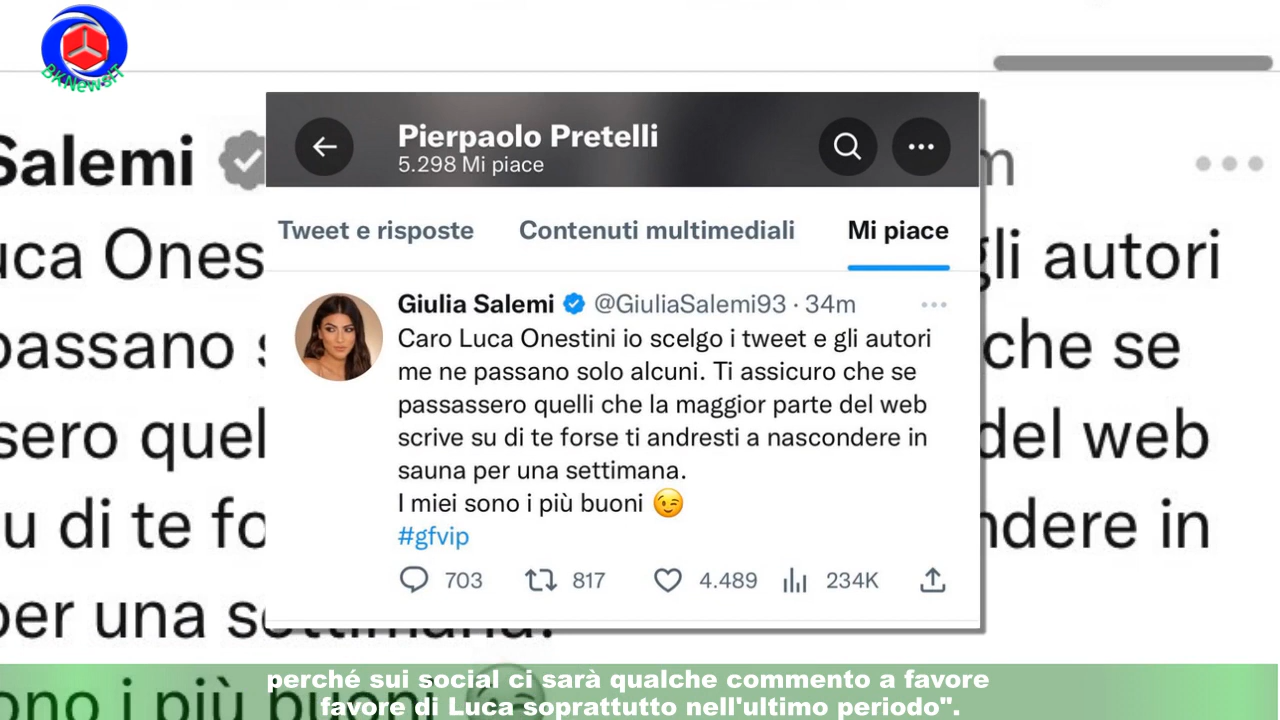 BKNewsIT
Salemi
m
uca Ones
gli autori
passano s
che se
sero quel
del web
su di te fo
ndere in
per una settimana.
ono i più buoni
Pierpaolo Pretelli
5.298 Mi piace
Tweet e risposte Contenuti multimediali Mi piace
Giulia Salemi @GiuliaSalemi93 · 34m
Caro Luca Onestini io scelgo i tweet e gli autori
me ne passano solo alcuni. Ti assicuro che se
passassero quelli che la maggior parte del web
scrive su di te forse ti andresti a nascondere in
sauna per una settimana.
I miei sono i più buoni 😉
#gfvip
703 817 4.489 234K
perché sui social ci sarà qualche commento a favore
favore di Luca soprattutto nell'ultimo periodo".